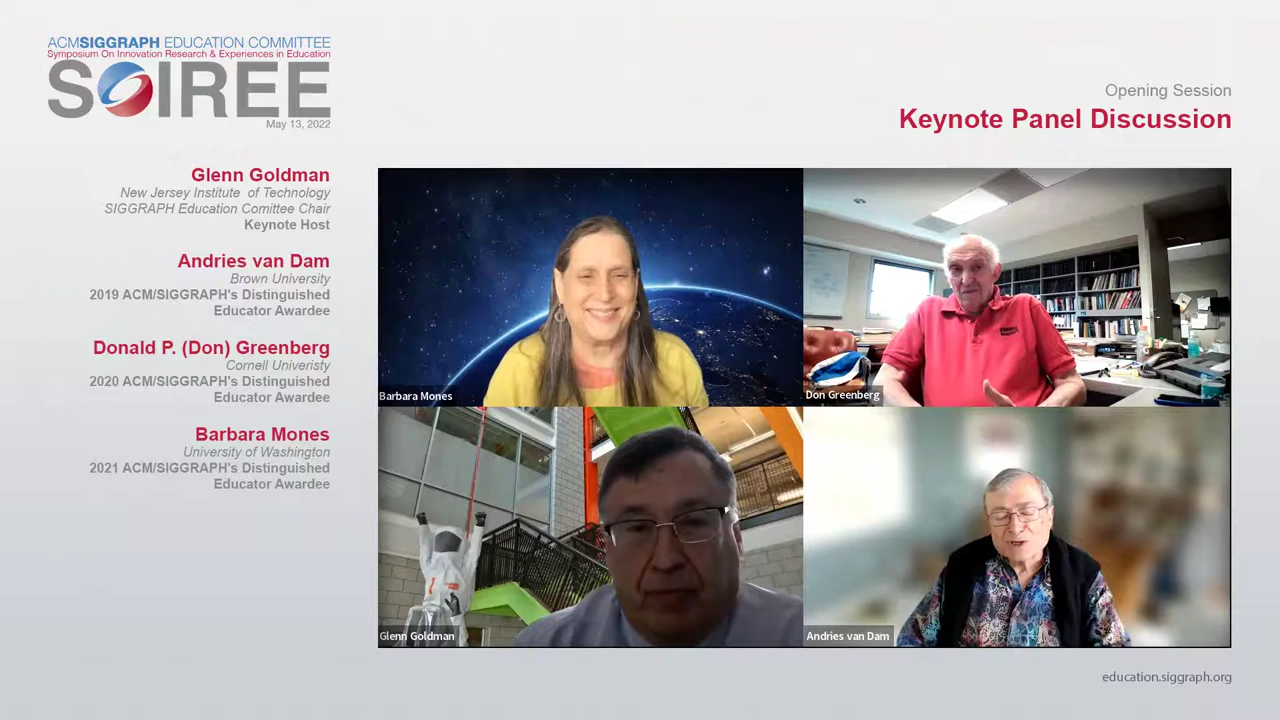 ACMSIGGRAPH EDUCATION COMMITTEE
Symposium On Innovation Research & Experiences in Education
SOIREE
May 13, 2022
Opening Session
Keynote Panel Discussion
Glenn Goldman
New Jersey Institute of Technology
SIGGRAPH Education Comittee Chair
Keynote Host
Andries van Dam
Brown University
2019 ACM/SIGGRAPH's Distinguished
Educator Awardee
Donald P. (Don) Greenberg
Cornell Univeristy
2020 ACM/SIGGRAPH's Distinguished
Educator Awardee
Barbara Mones
University of Washington
2021 ACM/SIGGRAPH's Distinguished
Educator Awardee
Barbara Mones
Don Greenberg
Glenn Goldman
Andries van Dam
education.siggraph.org